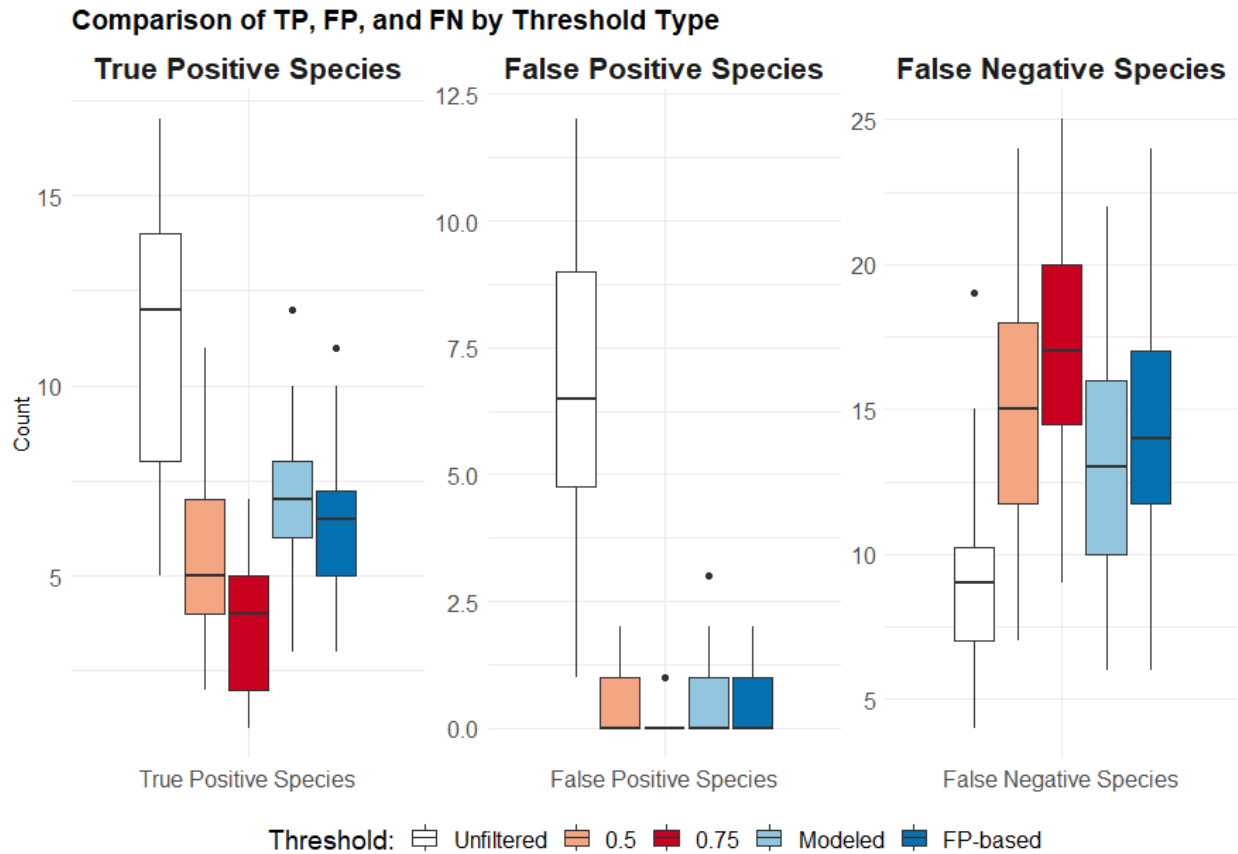 Comparison of TP, FP, and FN by Threshold Type
True Positive Species
False Positive Species
False Negative Species
Count
15
10
5
12.5
10.0
7.5
5.0
2.5
0.0
25
20
15
10
5
True Positive Species
False Positive Species
False Negative Species
Threshold: Unfiltered 0.5 0.75 Modeled FP-based